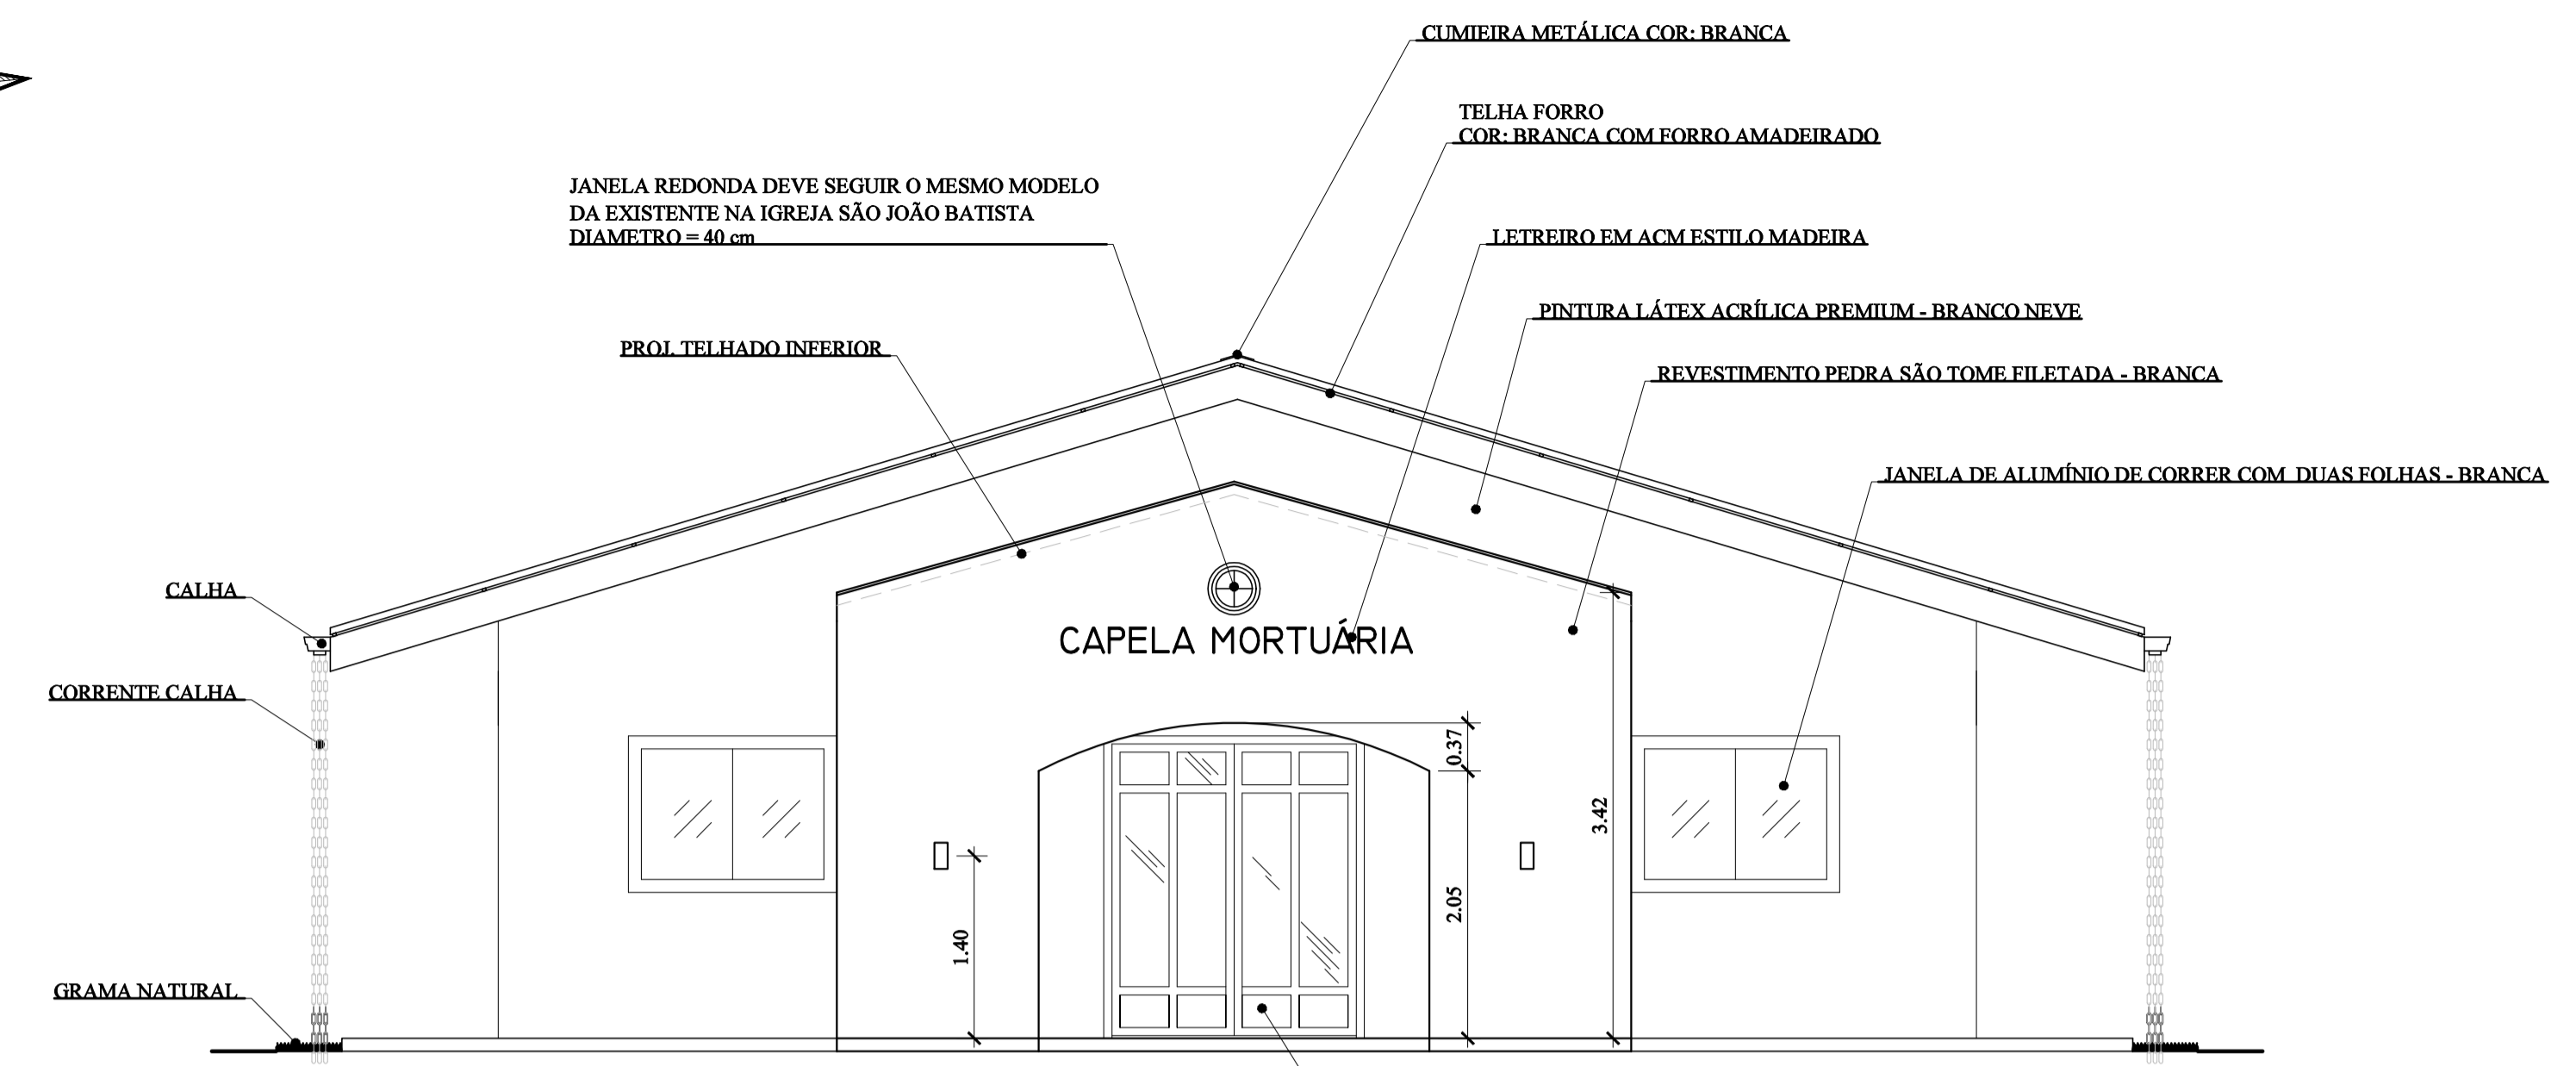 CUMIEIRA METÁLICA COR: BRANCA
TELHA FORRO
COR: BRANCA COM FORRO AMADEIRADO
JANELA REDONDA DEVE SEGUIR O MESMO MODELO
DA EXISTENTE NA IGREJA SÃO JOÃO BATISTA
DIAMETRO = 40 cm
LETREIRO EM ACM ESTILO MADEIRA
PINTURA LÁTEX ACRÍLICA PREMIUM - BRANCO NEVE
PROJ. TELHADO INFERIOR
REVESTIMENTO PEDRA SÃO TOME FILETADA - BRANCA
JANELA DE ALUMÍNIO DE CORRER COM DUAS FOLHAS - BRANCA
CALHA
CAPELA MORTUÁRIA
CORRENTE CALHA
0.37
3.42
2.05
1.40
GRAMA NATURAL